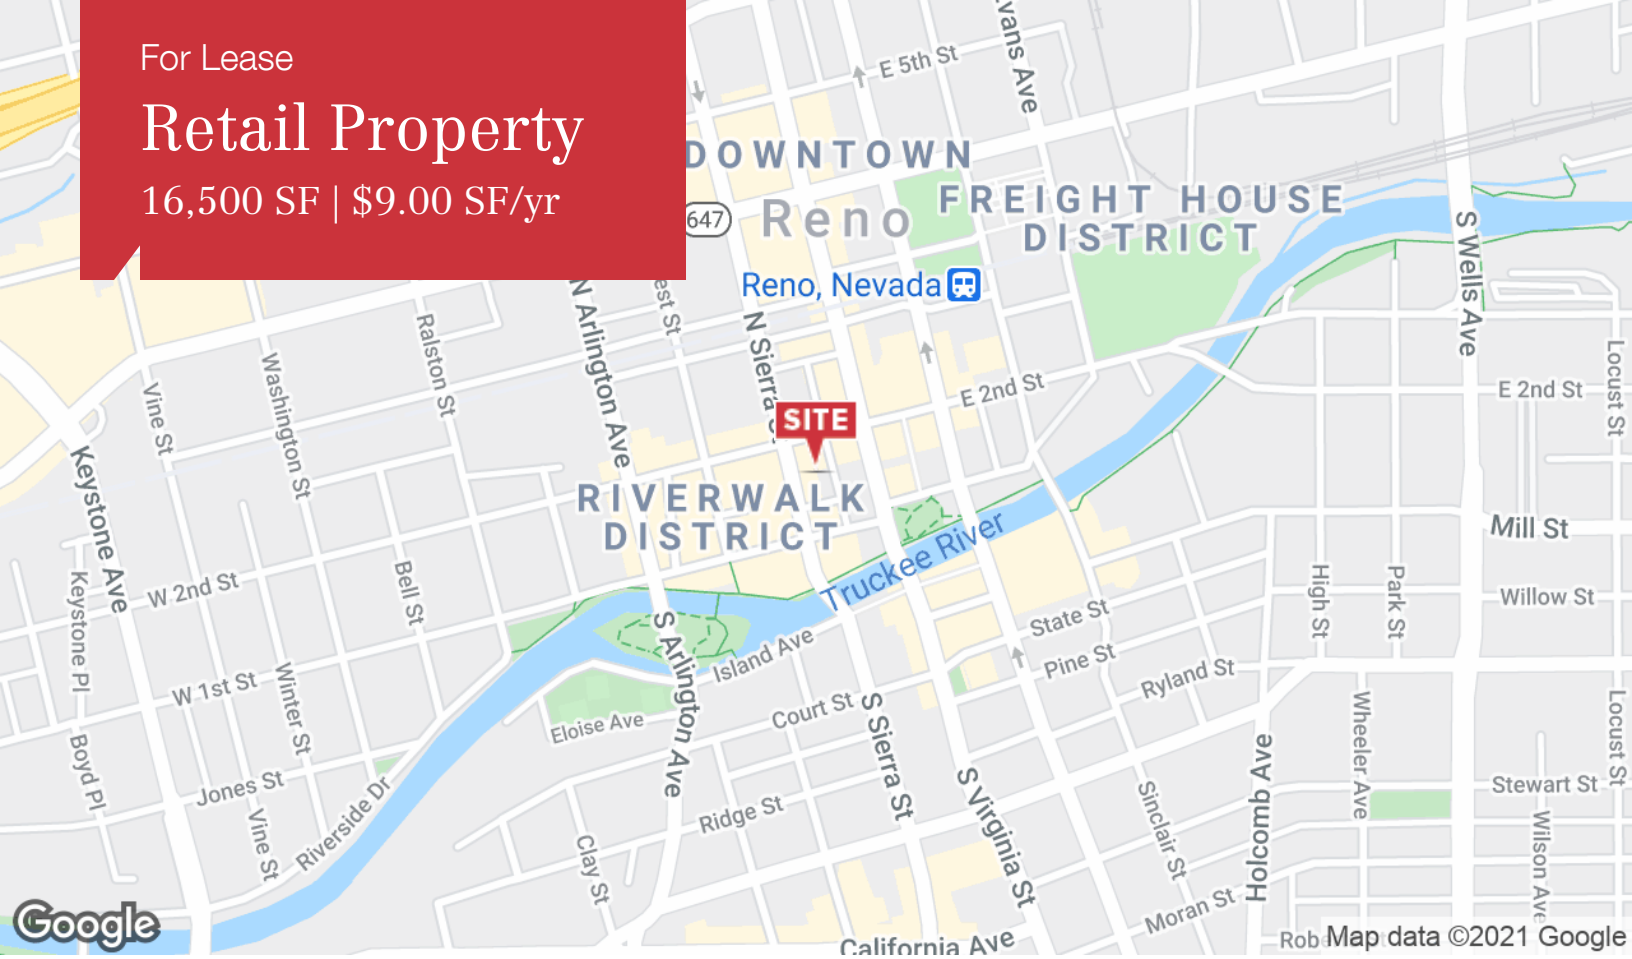 For Lease
Retail Property
16,500 SF | $9.00 SF/yr
E 5th St
vans Ave
DOWNTOWN
Reno
647
FREIGHT HOUSE
DISTRICT
Reno, Nevada
S Wells Ave
N Arlington Ave
est St
N Sierra
Ralston St
Washington St
Vine St
E 2nd St
E 2nd St
Locust St
SITE
Keystone Ave
RIVERWALK
DISTRICT
Truckee River
Mill St
W 2nd St
Keystone Pl
Bell St
High St
Park St
Willow St
State St
S Arlington Ave
Island Ave
Pine St
Ryland St
W 1st St
Winter St
Court St
Eloise Ave
S Sierra St
Wheeler Ave
Locust St
Boyd Pl
Jones St
Riverside Dr
Vine St
Ridge St
S Virginia St
Sinclair St
Holcomb Ave
Stewart St
Wilson Ave
Clay St
Moran St
California Ave
Google
Map data ©2021 Google